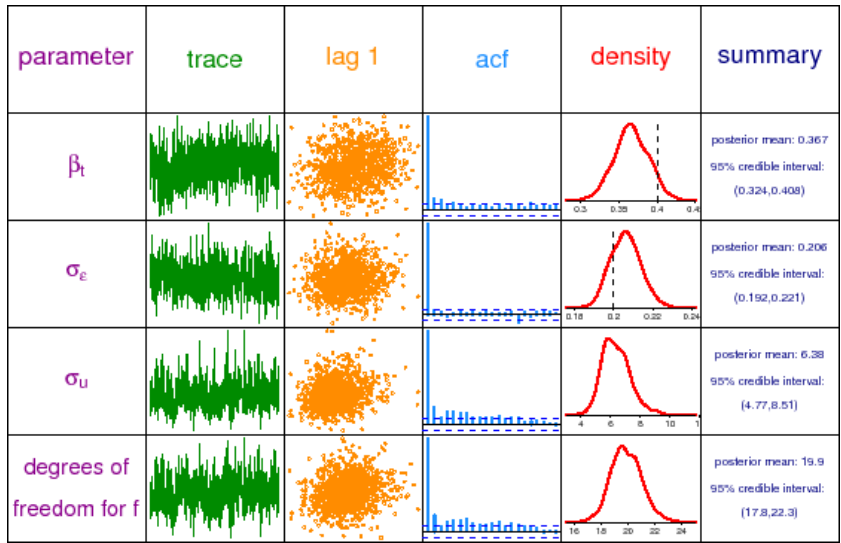 parameter trace lag 1 acf density summary
β_t
0.3 0.35 0.4 0.45
posterior mean: 0.367
95% credible interval:
(0.324,0.408)
σ_ε
0.18 0.2 0.22 0.24
posterior mean: 0.206
95% credible interval:
(0.192,0.221)
σ_u
4 6 8 10
posterior mean: 6.38
95% credible interval:
(4.77,8.51)
degrees of
freedom for f
16 18 20 22 24
posterior mean: 19.9
95% credible interval:
(17.8,22.3)